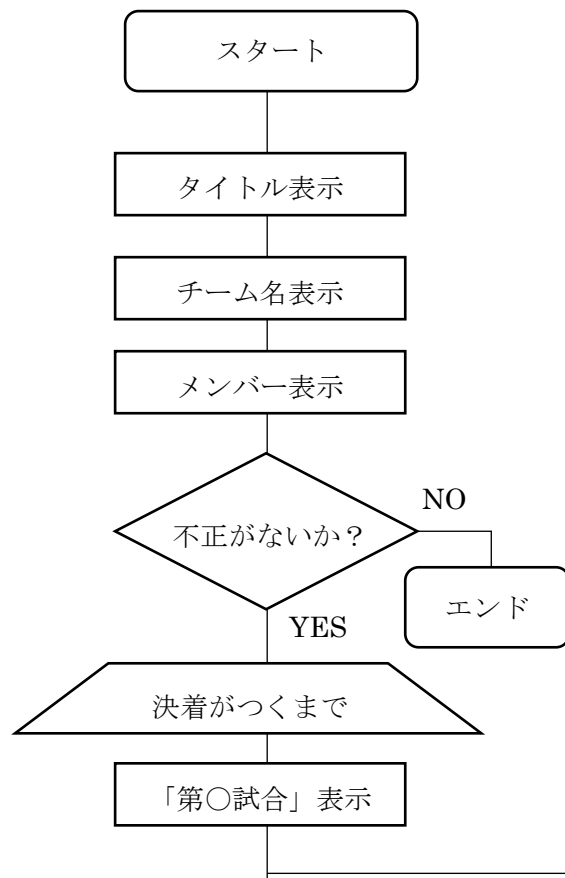 スタート
タイトル表示
チーム名表示
メンバー表示
不正がないか？
NO
エンド
YES
決着がつくまで
「第○試合」表示